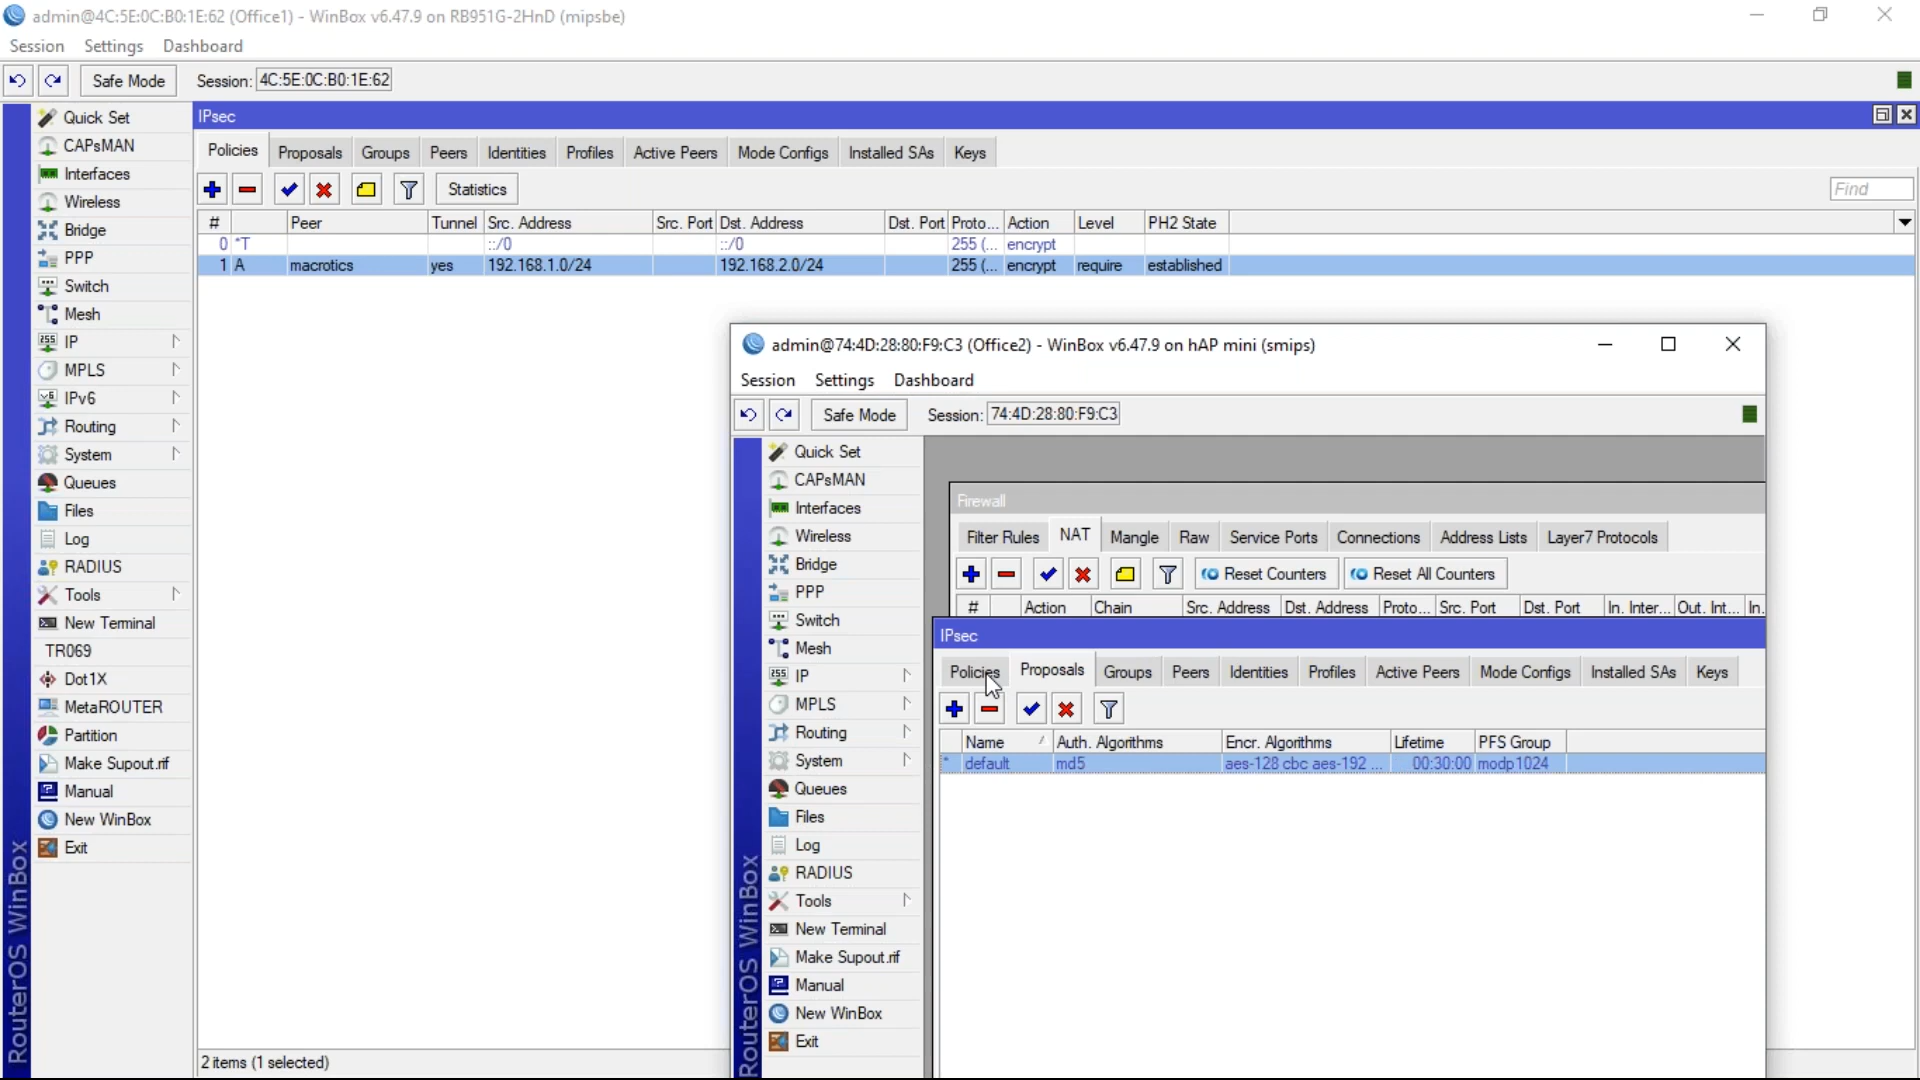 admin@4C:5E:0C:B0:1E:62 (Office1) - WinBox v6.47.9 on RB951G-2HnD (mipsbe)
Session Settings Dashboard
Safe Mode Session: 4C:5E:0C:B0:1E:62
Quick Set
CAPsMAN
Interfaces
Wireless
Bridge
PPP
Switch
Mesh
IP
MPLS
IPv6
Routing
System
Queues
Files
Log
RADIUS
Tools
New Terminal
TR069
Dot1X
MetaROUTER
Partition
Make Supout.rif
Manual
New WinBox
Exit
RouterOS WinBox
IPsec
Policies Proposals Groups Peers Identities Profiles Active Peers Mode Configs Installed SAs Keys
Statistics Find
# Peer Tunnel Src. Address Src. Port Dst. Address Dst. Port Proto... Action Level PH2 State
0 *T ::/0 ::/0 255 (... encrypt
1 A macrotics yes 192.168.1.0/24 192.168.2.0/24 255 (... encrypt require established
2 items (1 selected)
admin@74:4D:28:80:F9:C3 (Office2) - WinBox v6.47.9 on hAP mini (smips)
Session Settings Dashboard
Safe Mode Session: 74:4D:28:80:F9:C3
Quick Set
CAPsMAN
Interfaces
Wireless
Bridge
PPP
Switch
Mesh
IP
MPLS
Routing
System
Queues
Files
Log
RADIUS
Tools
New Terminal
Make Supout.rif
Manual
New WinBox
Exit
RouterOS WinBox
Firewall
Filter Rules NAT Mangle Raw Service Ports Connections Address Lists Layer7 Protocols
Reset Counters Reset All Counters
# Action Chain Src. Address Dst. Address Proto... Src. Port Dst. Port In. Inter... Out. Int... In.
IPsec
Policies Proposals Groups Peers Identities Profiles Active Peers Mode Configs Installed SAs Keys
Name Auth. Algorithms Encr. Algorithms Lifetime PFS Group
* default md5 aes-128 cbc aes-192 ... 00:30:00 modp1024